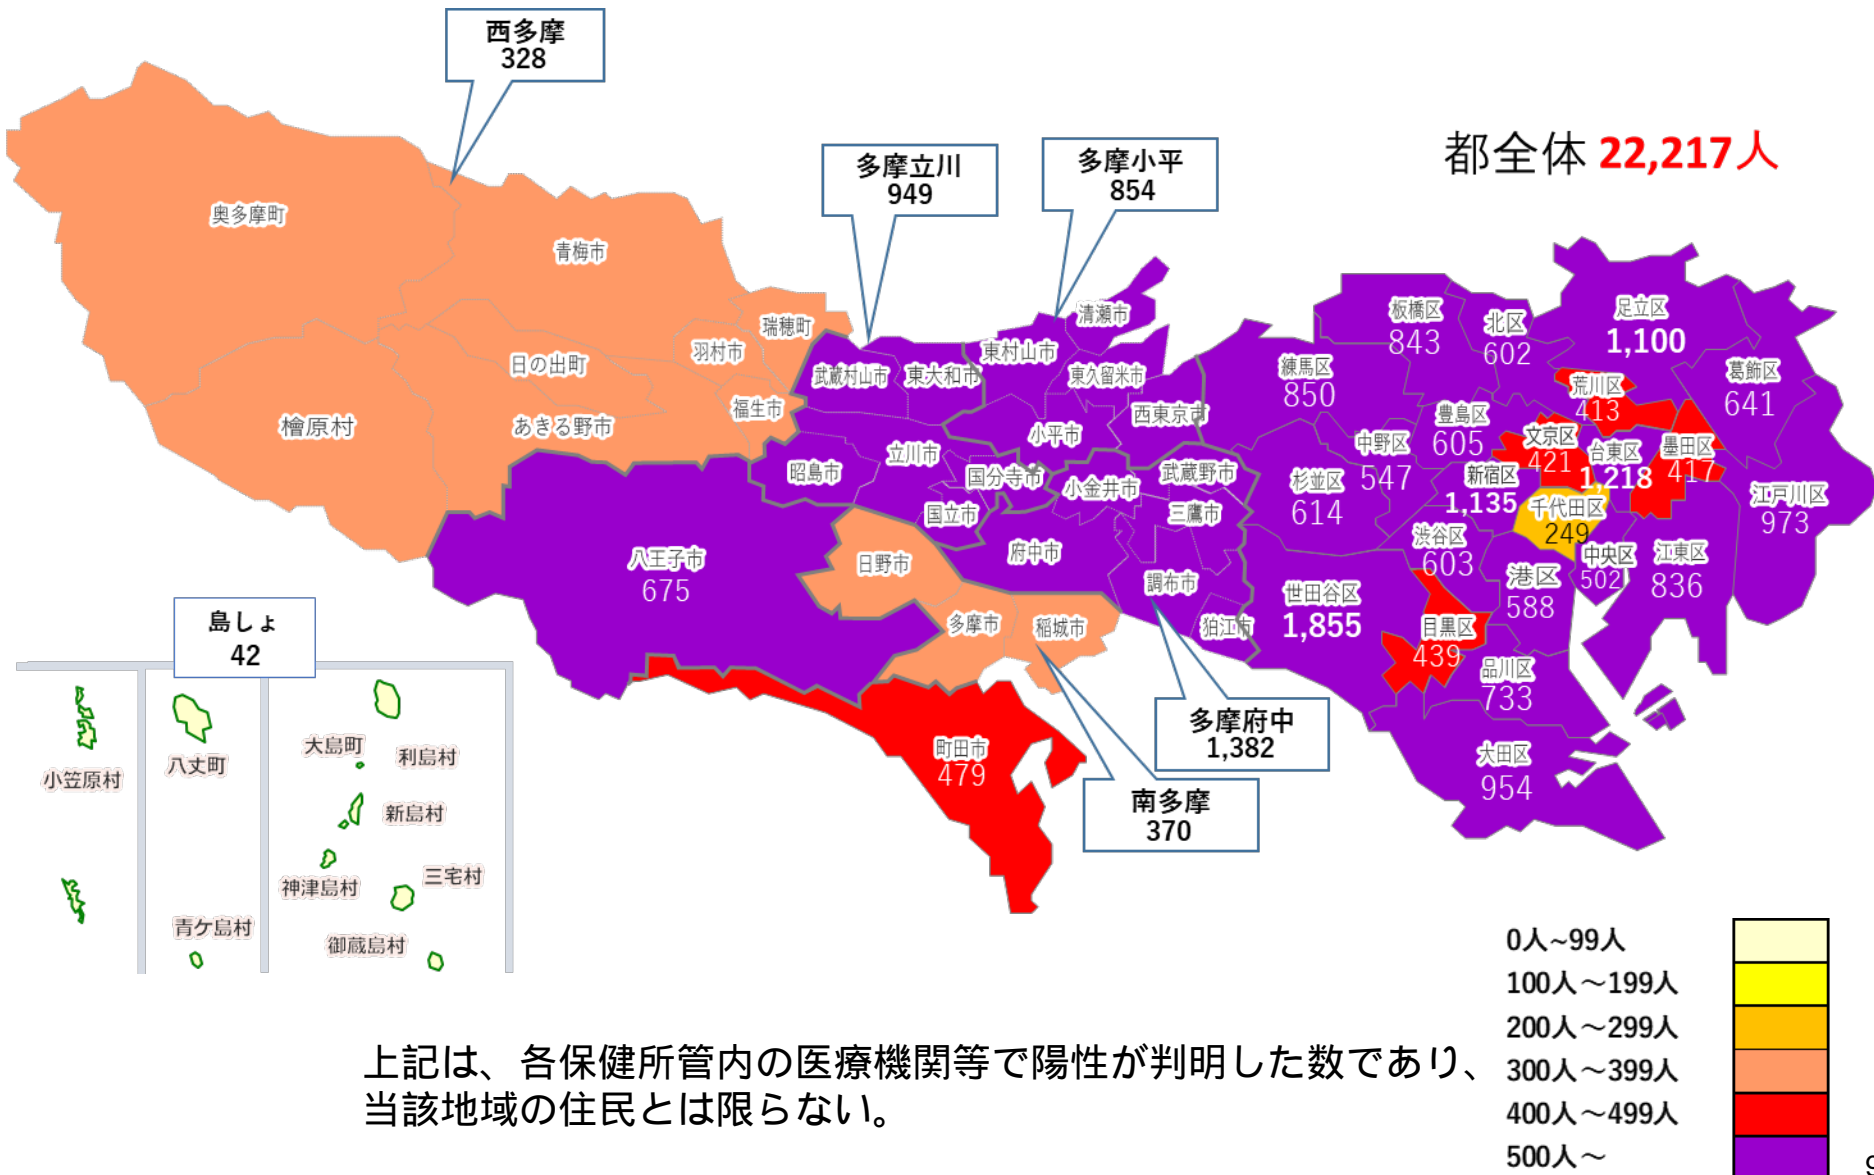 西多摩
328
多摩立川
949
多摩小平
854
都全体 22,217人
奥多摩町
青梅市
瑞穂町
羽村市
日の出町
福生市
檜原村
あきる野市
武蔵村山市
東大和市
東村山市
清瀬市
東久留米市
西東京市
小平市
立川市
昭島市
国分寺市
小金井市
武蔵野市
国立市
三鷹市
府中市
調布市
狛江市
八王子市
675
日野市
多摩市
稲城市
町田市
479
多摩府中
1,382
南多摩
370
板橋区
843
北区
602
足立区
1,100
葛飾区
641
練馬区
850
荒川区
413
豊島区
605
文京区
421
台東区
1,218
墨田区
417
中野区
547
新宿区
1,135
杉並区
614
千代田区
249
江戸川区
973
渋谷区
603
中央区
502
江東区
836
港区
588
世田谷区
1,855
目黒区
439
品川区
733
大田区
954
島しょ
42
小笠原村
八丈町
大島町
利島村
新島村
神津島村
三宅村
青ケ島村
御蔵島村
0人~99人
100人～199人
200人～299人
300人～399人
400人～499人
500人～
上記は、各保健所管内の医療機関等で陽性が判明した数であり、
当該地域の住民とは限らない。